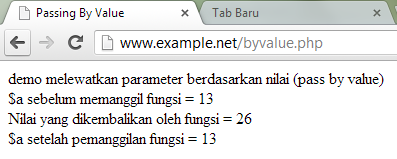 Passing By Value
Tab Baru
www.example.net/byvalue.php
demo melewatkan parameter berdasarkan nilai (pass by value)
$a sebelum memanggil fungsi = 13
Nilai yang dikembalikan oleh fungsi = 26
$a setelah pemanggilan fungsi = 13